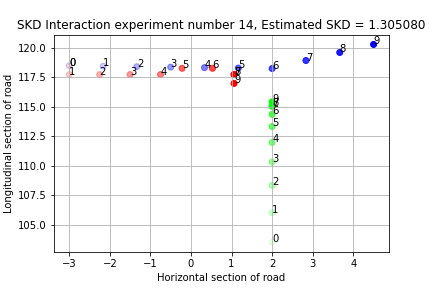 SKD Interaction experiment number 14, Estimated SKD = 1.305080
120.0
117.5
115.0
112.5
110.0
107.5
105.0
Longitudinal section of road
0 1 2 3 4 5 6 7 8 9
1 2 3 4 5 6 9
9 6 5 4 3 2 1 0
−3 −2 −1 0 1 2 3 4
Horizontal section of road